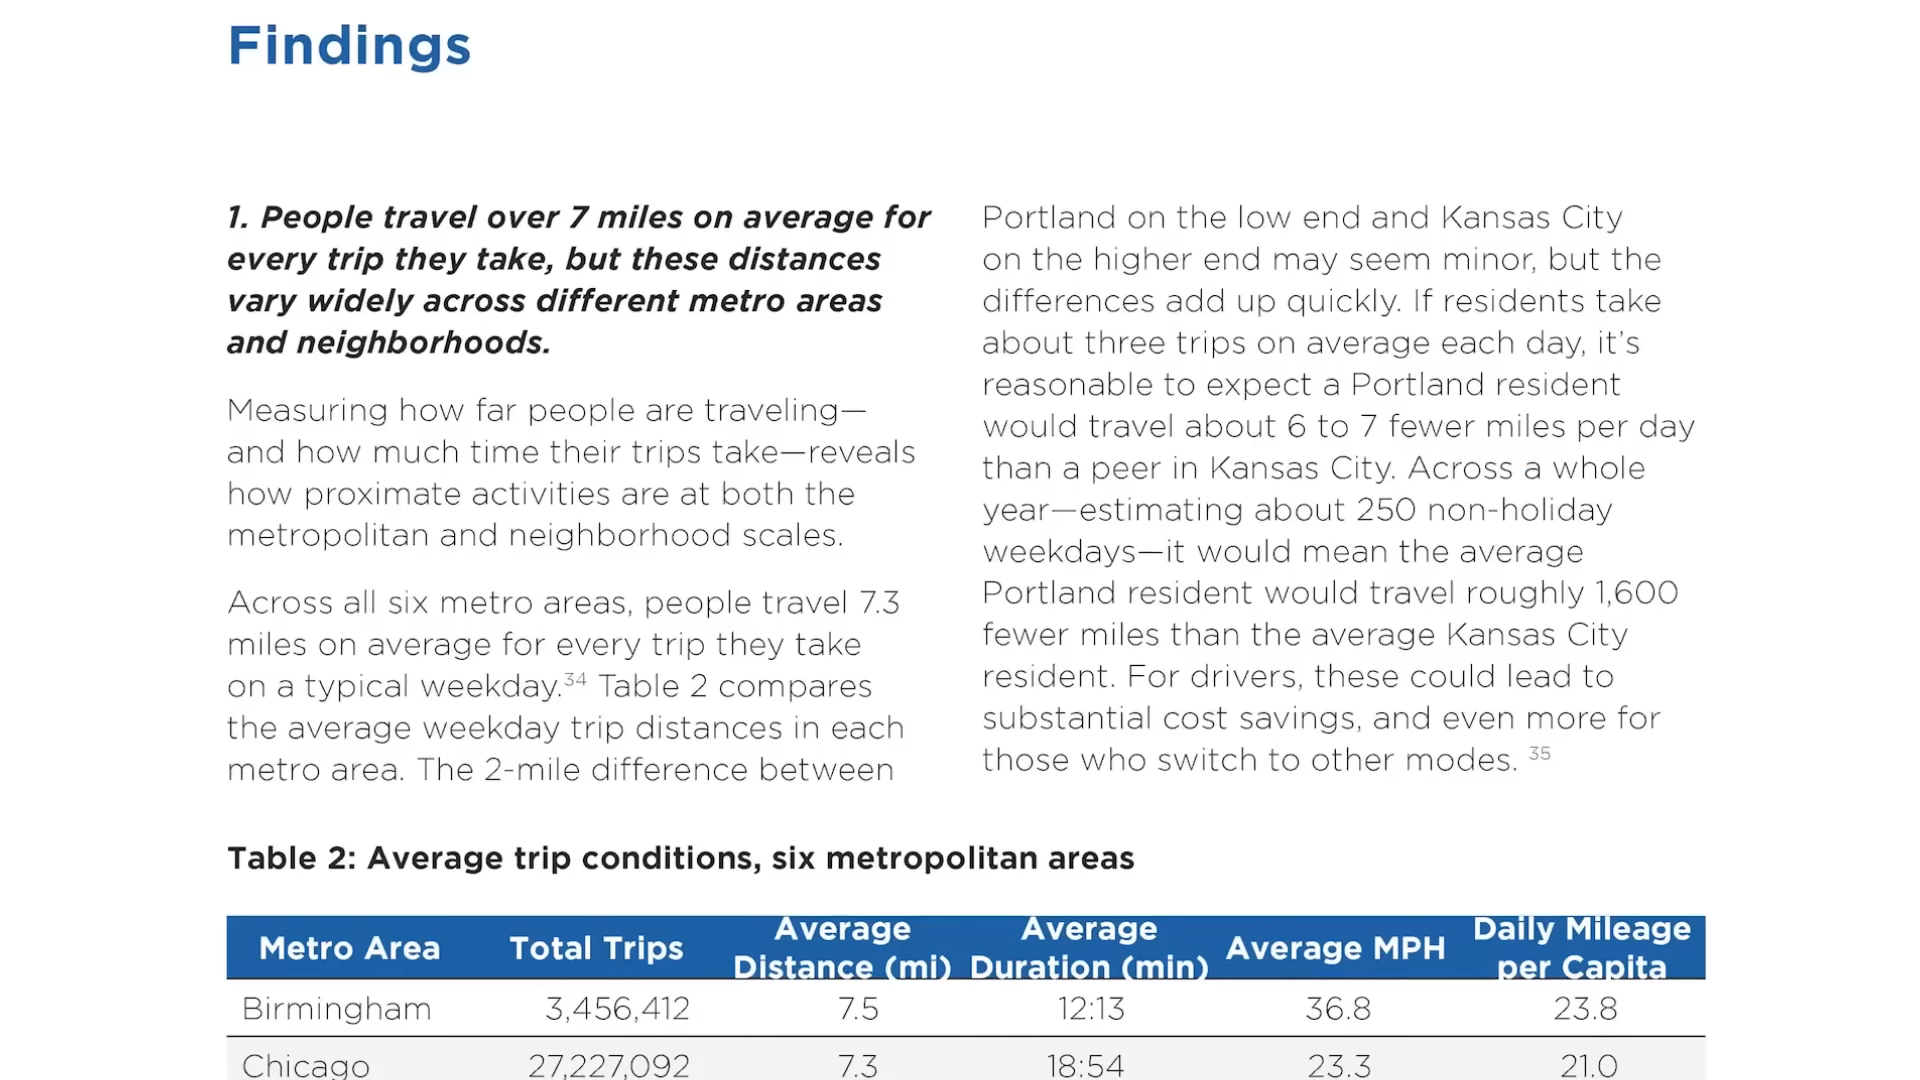 Findings
1. People travel over 7 miles on average for
every trip they take, but these distances
vary widely across different metro areas
and neighborhoods.
Measuring how far people are traveling—
and how much time their trips take—reveals
how proximate activities are at both the
metropolitan and neighborhood scales.
Across all six metro areas, people travel 7.3
miles on average for every trip they take
on a typical weekday.34 Table 2 compares
the average weekday trip distances in each
metro area. The 2-mile difference between
Portland on the low end and Kansas City
on the higher end may seem minor, but the
differences add up quickly. If residents take
about three trips on average each day, it’s
reasonable to expect a Portland resident
would travel about 6 to 7 fewer miles per day
than a peer in Kansas City. Across a whole
year—estimating about 250 non-holiday
weekdays—it would mean the average
Portland resident would travel roughly 1,600
fewer miles than the average Kansas City
resident. For drivers, these could lead to
substantial cost savings, and even more for
those who switch to other modes. 35
Table 2: Average trip conditions, six metropolitan areas
Metro Area Total Trips Average Distance (mi) Average Duration (min) Average MPH Daily Mileage per Capita
Birmingham 3,456,412 7.5 12:13 36.8 23.8
Chicago 27,227,092 7.3 18:54 23.3 21.0